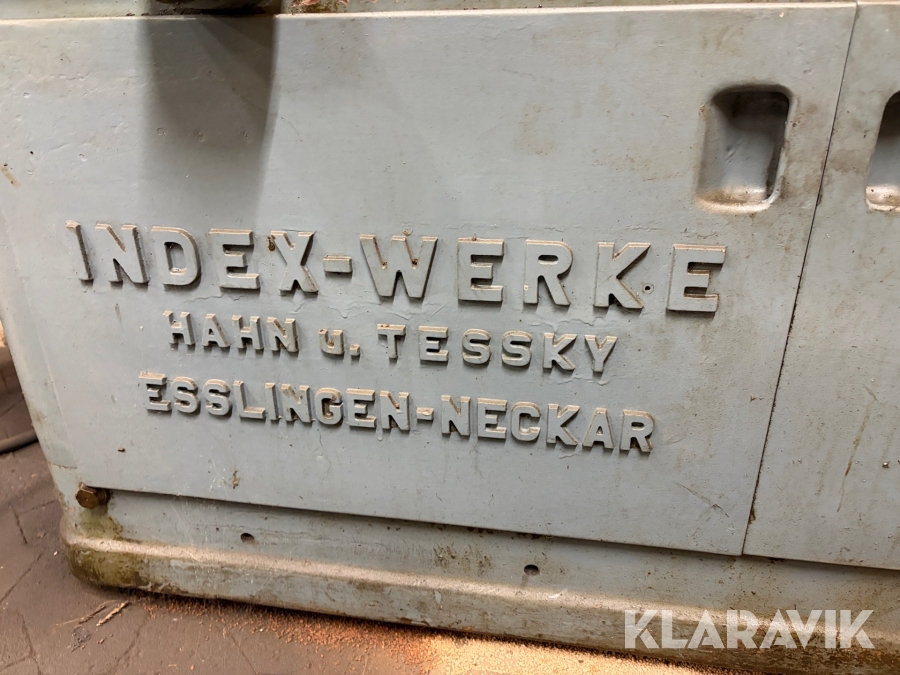 INDEX-WERKE
HAHN u. TESSKY
ESSLINGEN-NECKAR
KLARAVIK